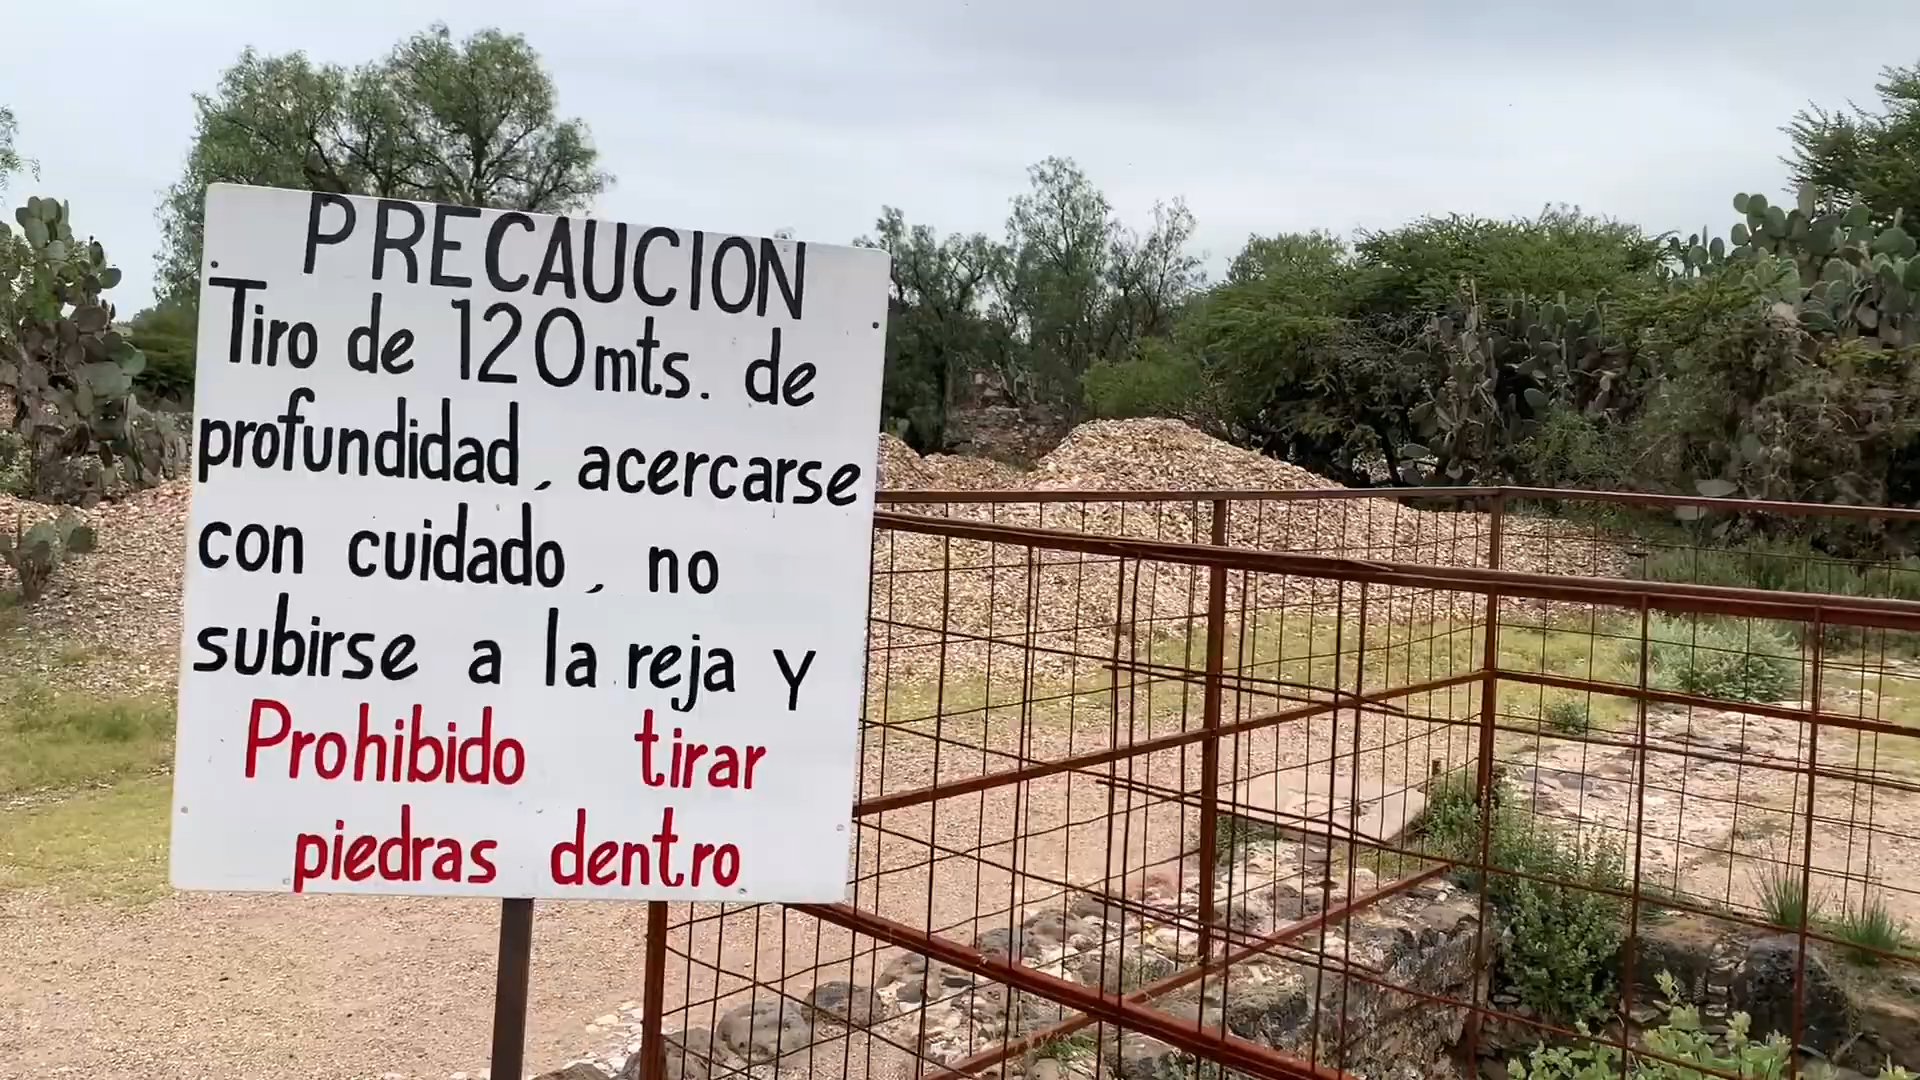 PRECAUCION
Tiro de 120mts. de
profundidad, acercarse
con cuidado, no
subirse a la reja y
Prohibido tirar
piedras dentro